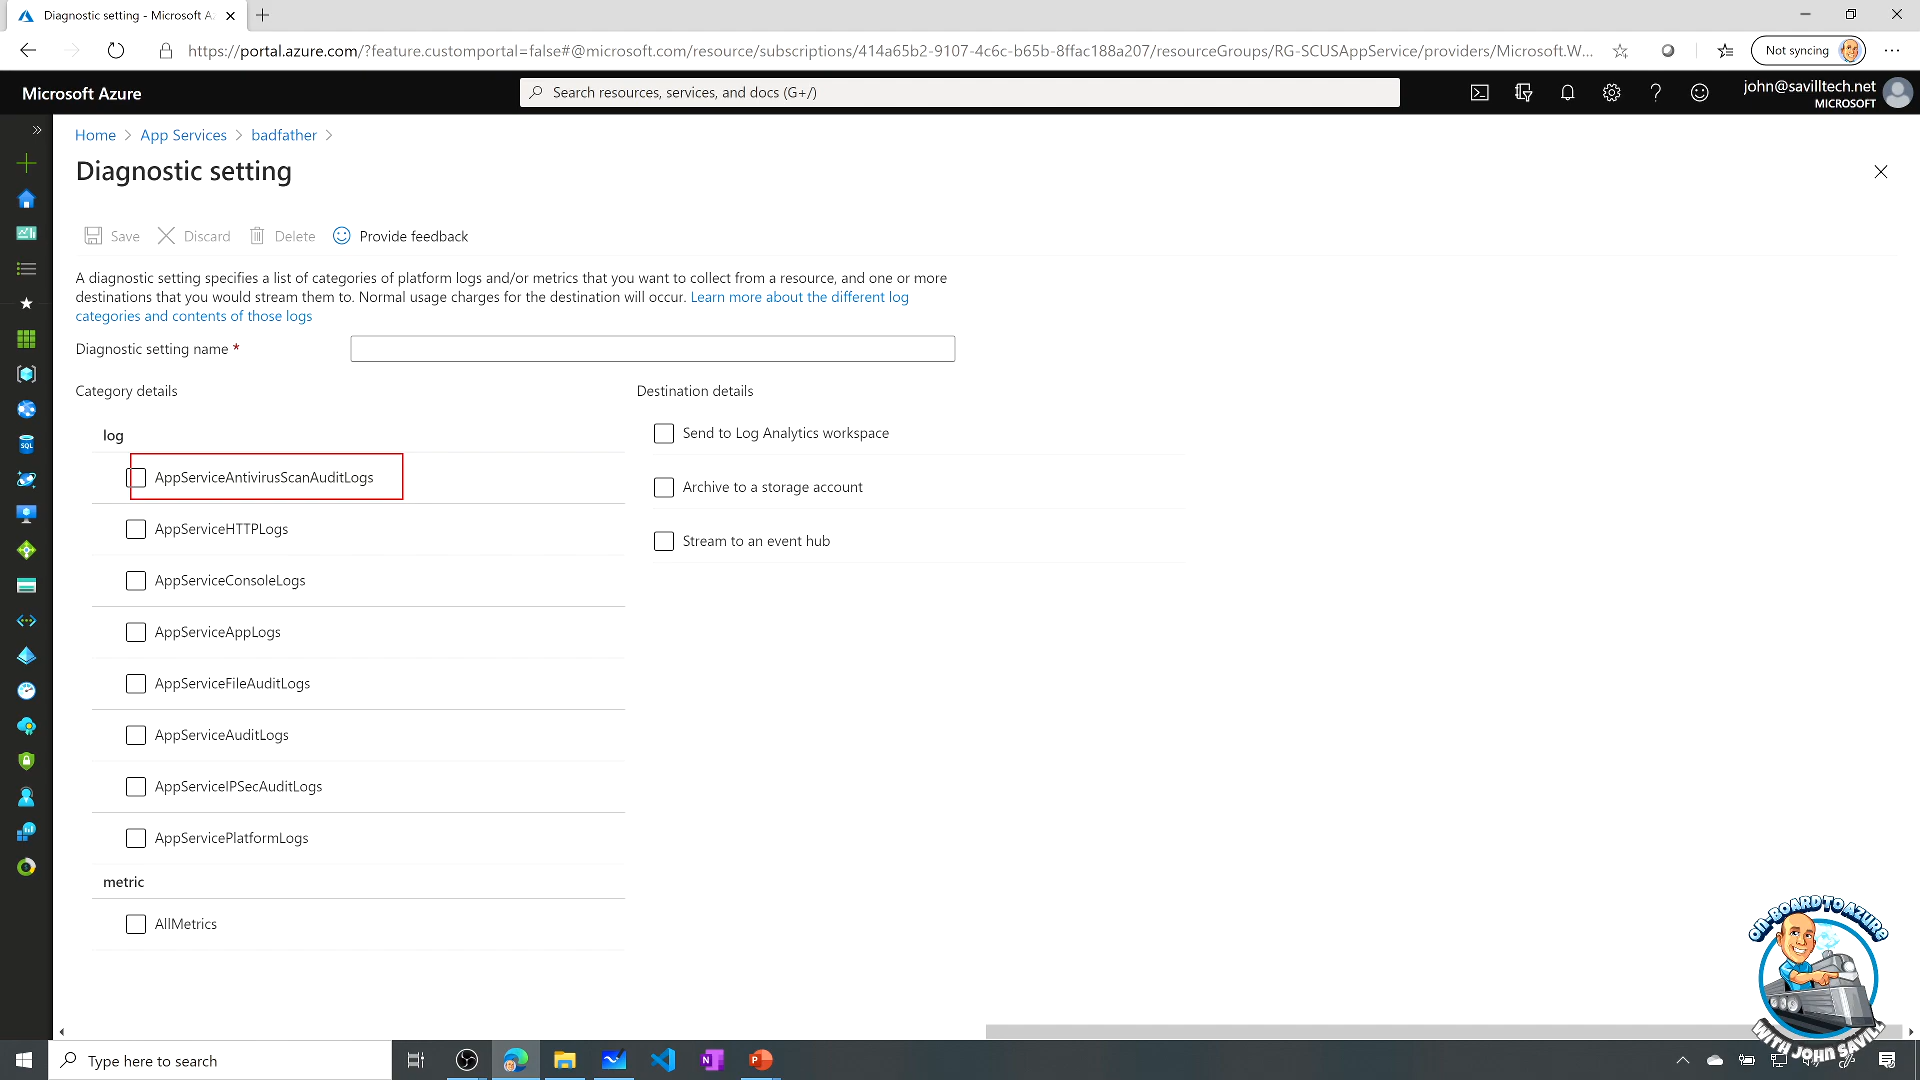 Diagnostic setting - Microsoft A
https://portal.azure.com/?feature.customportal=false#@microsoft.com/resource/subscriptions/414a65b2-9107-4c6c-b65b-8ffac188a207/resourceGroups/RG-SCUSAppService/providers/Microsoft.W...
Not syncing
Microsoft Azure
Search resources, services, and docs (G+/)
john@savilltech.net
MICROSOFT
Home > App Services > badfather >
Diagnostic setting
Save
Discard
Delete
Provide feedback
A diagnostic setting specifies a list of categories of platform logs and/or metrics that you want to collect from a resource, and one or more
destinations that you would stream them to. Normal usage charges for the destination will occur. Learn more about the different log
categories and contents of those logs
Diagnostic setting name *
Category details
Destination details
log
Send to Log Analytics workspace
AppServiceAntivirusScanAuditLogs
Archive to a storage account
AppServiceHTTPLogs
Stream to an event hub
AppServiceConsoleLogs
AppServiceAppLogs
AppServiceFileAuditLogs
AppServiceAuditLogs
AppServiceIPSecAuditLogs
AppServicePlatformLogs
metric
AllMetrics
ON-BOARD TO AZURE
WITH JOHN SAVILL
Type here to search